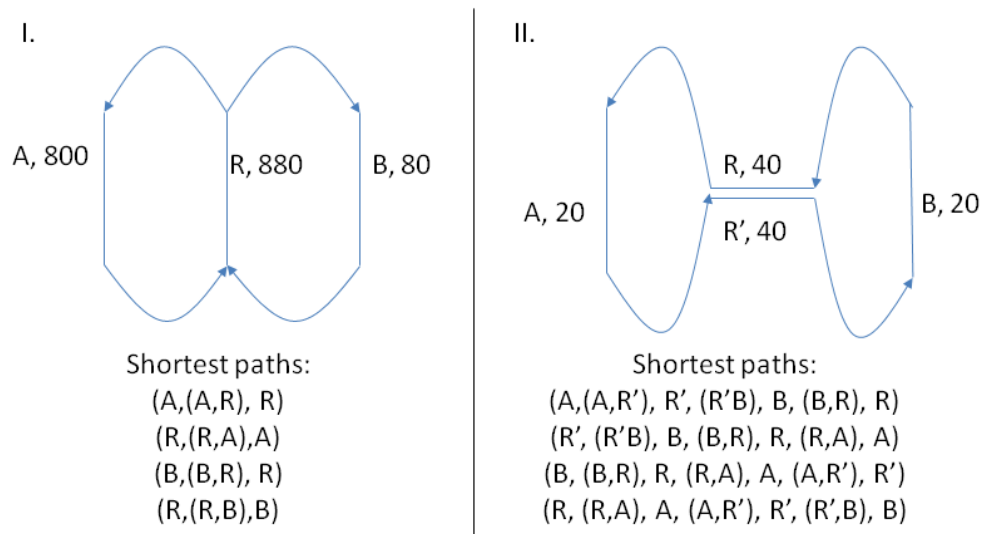 I.
A, 800
R, 880
B, 80
Shortest paths:
(A,(A,R), R)
(R,(R,A),A)
(B,(B,R), R)
(R,(R,B),B)
II.
R, 40
A, 20
R’, 40
B, 20
Shortest paths:
(A,(A,R’), R’, (R’B), B, (B,R), R)
(R’, (R’B), B, (B,R), R, (R,A), A)
(B, (B,R), R, (R,A), A, (A,R’), R’)
(R, (R,A), A, (A,R’), R’, (R’,B), B)